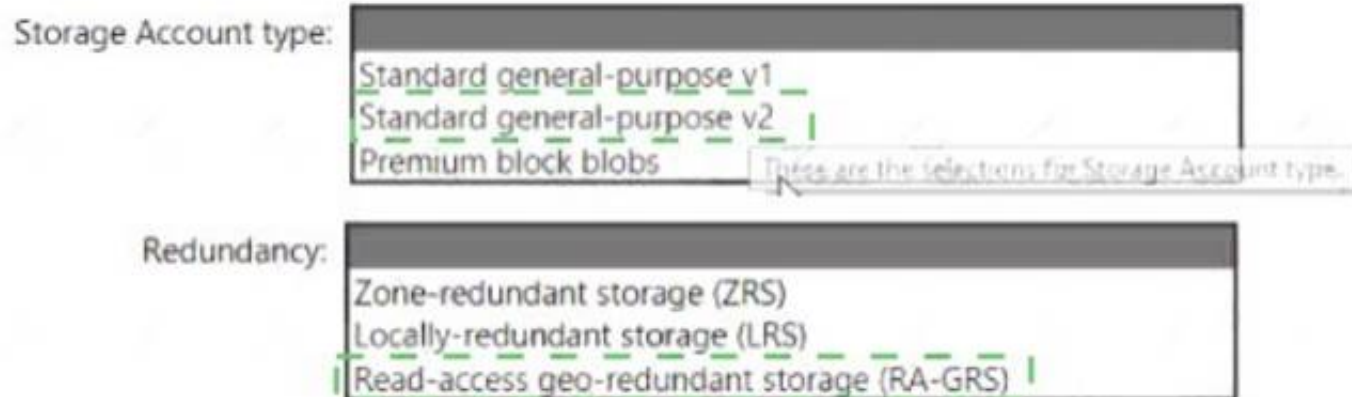 Storage Account type:
Standard general-purpose v1
Standard general-purpose v2
Premium block blobs
These are the selections for Storage Account type.
Redundancy:
Zone-redundant storage (ZRS)
Locally-redundant storage (LRS)
Read-access geo-redundant storage (RA-GRS)